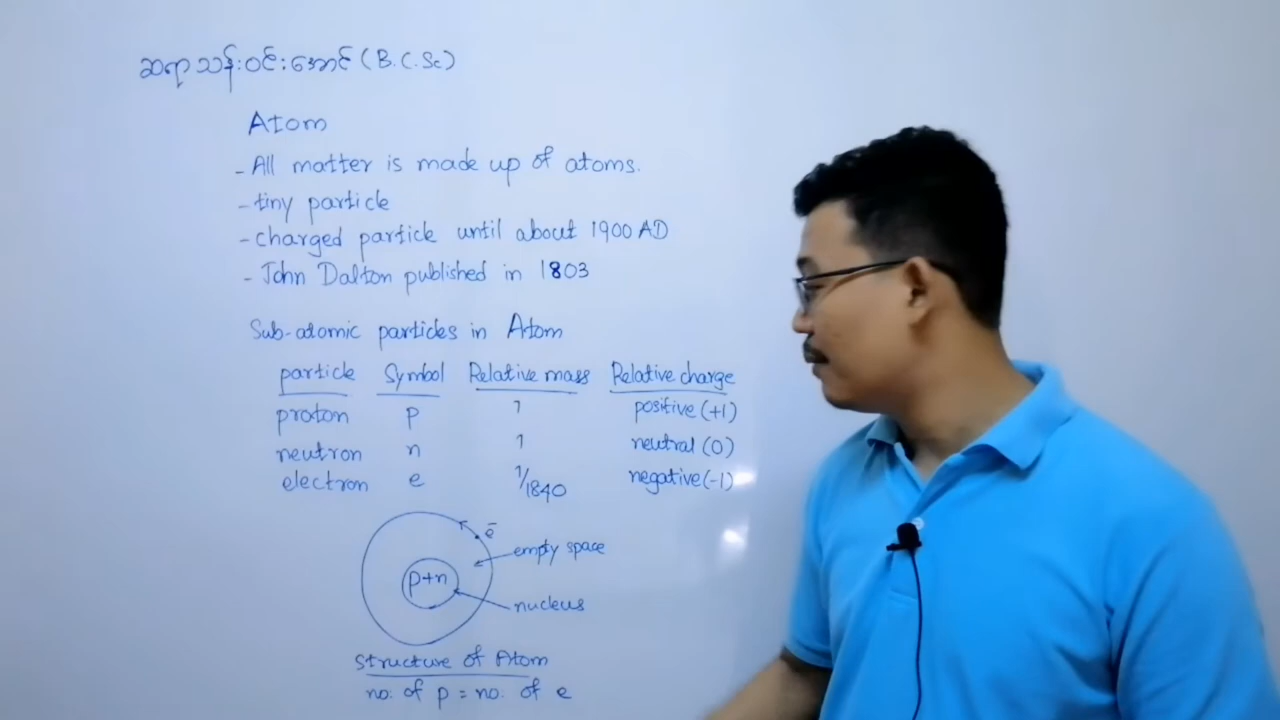 ဆရာသန်းဝင်းအောင် (B.C.Sc)
Atom
- All matter is made up of atoms.
- tiny particle
- charged particle until about 1900 AD
- John Dalton published in 1803
Sub-atomic particles in Atom
particle Symbol Relative mass Relative charge
proton p 1 positive (+1)
neutron n 1 neutral (0)
electron e 1/1840 negative (-1)
e⁻
empty space
p+n
nucleus
Structure of Atom
no. of p = no. of e